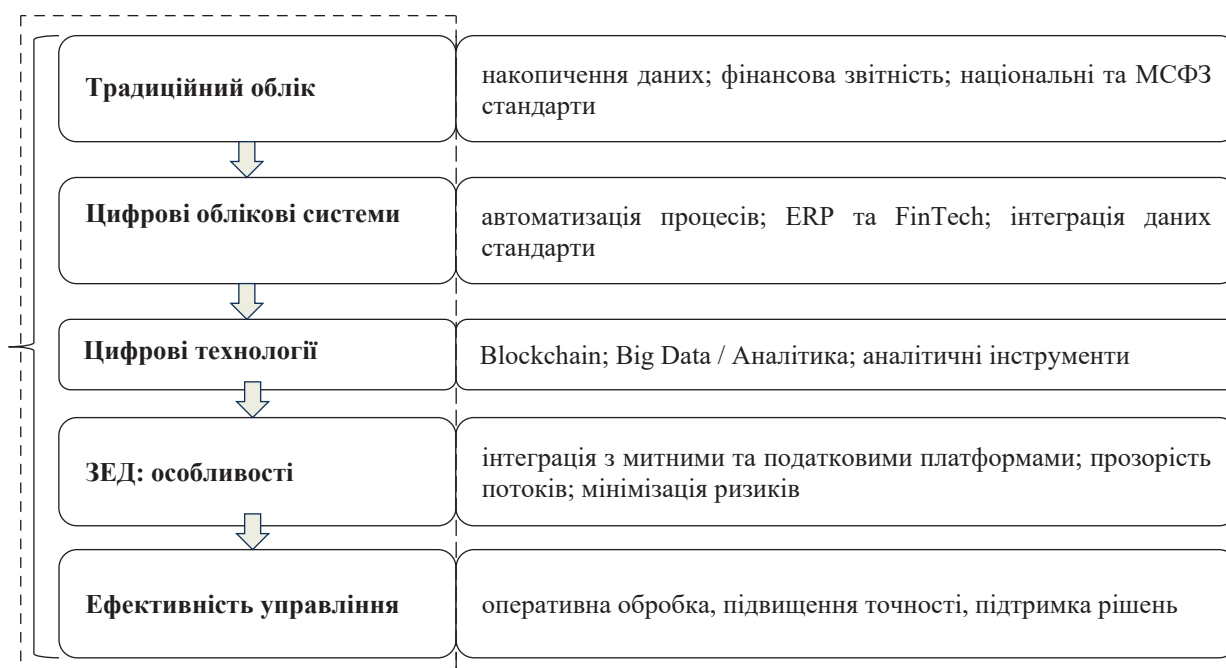 Традиційний облік
накопичення даних; фінансова звітність; національні та МСФЗ
стандарти
Цифрові облікові системи
автоматизація процесів; ERP та FinTech; інтеграція даних
стандарти
Цифрові технології
Blockchain; Big Data / Аналітика; аналітичні інструменти
ЗЕД: особливості
інтеграція з митними та податковими платформами; прозорість
потоків; мінімізація ризиків
Ефективність управління
оперативна обробка, підвищення точності, підтримка рішень